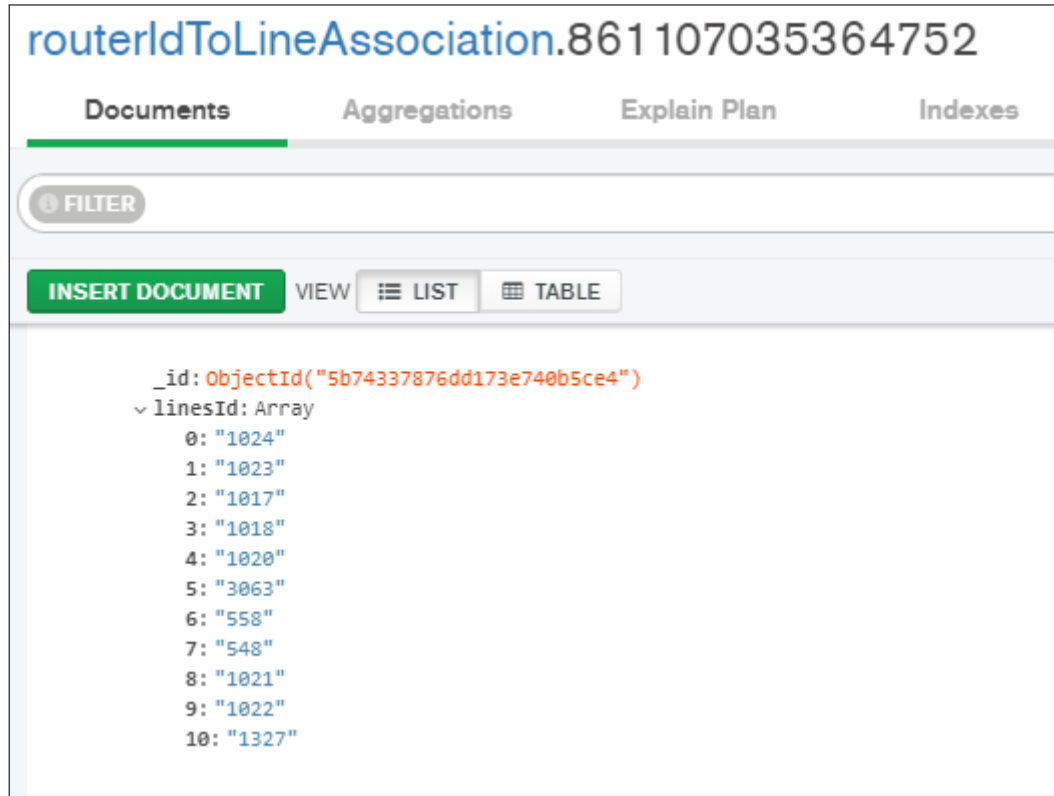 routerIdToLineAssociation.861107035364752
Documents Aggregations Explain Plan Indexes
FILTER
INSERT DOCUMENT VIEW LIST TABLE
_id: ObjectId("5b74337876dd173e740b5ce4")
linesId: Array
0: "1024"
1: "1023"
2: "1017"
3: "1018"
4: "1020"
5: "3063"
6: "558"
7: "548"
8: "1021"
9: "1022"
10: "1327"